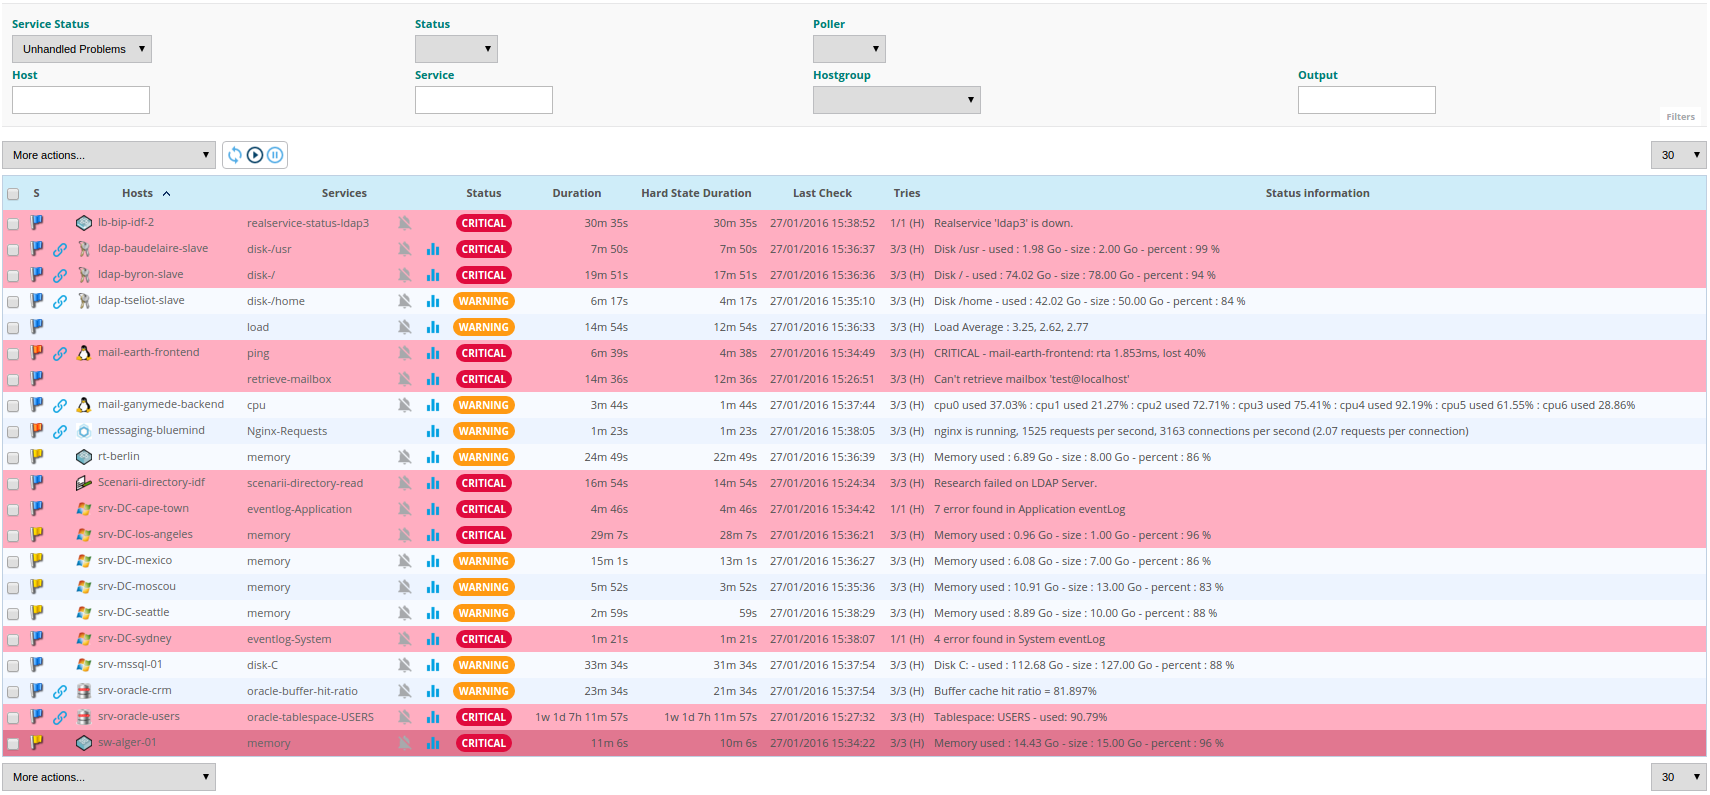 Service Status Status Poller
Unhandled Problems
Host Service Hostgroup Output
Filters
More actions... 30
S Hosts Services Status Duration Hard State Duration Last Check Tries Status information
lb-bip-idf-2 realservice-status-ldap3 CRITICAL 30m 35s 30m 35s 27/01/2016 15:38:52 1/1 (H) Realservice 'ldap3' is down.
ldap-baudelaire-slave disk-/usr CRITICAL 7m 50s 7m 50s 27/01/2016 15:36:37 3/3 (H) Disk /usr - used : 1.98 Go - size : 2.00 Go - percent : 99 %
ldap-byron-slave disk-/ CRITICAL 19m 51s 17m 51s 27/01/2016 15:36:36 3/3 (H) Disk / - used : 74.02 Go - size : 78.00 Go - percent : 94 %
ldap-tseliot-slave disk-/home WARNING 6m 17s 4m 17s 27/01/2016 15:35:10 3/3 (H) Disk /home - used : 42.02 Go - size : 50.00 Go - percent : 84 %
load WARNING 14m 54s 12m 54s 27/01/2016 15:36:33 3/3 (H) Load Average : 3.25, 2.62, 2.77
mail-earth-frontend ping CRITICAL 6m 39s 4m 38s 27/01/2016 15:34:49 3/3 (H) CRITICAL - mail-earth-frontend: rta 1.853ms, lost 40%
retrieve-mailbox CRITICAL 14m 36s 12m 36s 27/01/2016 15:26:51 3/3 (H) Can't retrieve mailbox 'test@localhost'
mail-ganymede-backend cpu WARNING 3m 44s 1m 44s 27/01/2016 15:37:44 3/3 (H) cpu0 used 37.03% : cpu1 used 21.27% : cpu2 used 72.71% : cpu3 used 75.41% : cpu4 used 92.19% : cpu5 used 61.55% : cpu6 used 28.86%
messaging-bluemind Nginx-Requests WARNING 1m 23s 1m 23s 27/01/2016 15:38:05 3/3 (H) nginx is running, 1525 requests per second, 3163 connections per second (2.07 requests per connection)
rt-berlin memory WARNING 24m 49s 22m 49s 27/01/2016 15:36:39 3/3 (H) Memory used : 6.89 Go - size : 8.00 Go - percent : 86 %
Scenarii-directory-idf scenarii-directory-read CRITICAL 16m 54s 14m 54s 27/01/2016 15:24:34 3/3 (H) Research failed on LDAP Server.
srv-DC-cape-town eventlog-Application CRITICAL 4m 46s 4m 46s 27/01/2016 15:34:42 1/1 (H) 7 error found in Application eventLog
srv-DC-los-angeles memory CRITICAL 29m 7s 28m 7s 27/01/2016 15:36:21 3/3 (H) Memory used : 0.96 Go - size : 1.00 Go - percent : 96 %
srv-DC-mexico memory WARNING 15m 1s 13m 1s 27/01/2016 15:36:27 3/3 (H) Memory used : 6.08 Go - size : 7.00 Go - percent : 86 %
srv-DC-moscou memory WARNING 5m 52s 3m 52s 27/01/2016 15:35:36 3/3 (H) Memory used : 10.91 Go - size : 13.00 Go - percent : 83 %
srv-DC-seattle memory WARNING 2m 59s 59s 27/01/2016 15:38:29 3/3 (H) Memory used : 8.89 Go - size : 10.00 Go - percent : 88 %
srv-DC-sydney eventlog-System CRITICAL 1m 21s 1m 21s 27/01/2016 15:38:07 1/1 (H) 4 error found in System eventLog
srv-mssql-01 disk-C WARNING 33m 34s 31m 34s 27/01/2016 15:37:54 3/3 (H) Disk C: - used : 112.68 Go - size : 127.00 Go - percent : 88 %
srv-oracle-crm oracle-buffer-hit-ratio WARNING 23m 34s 21m 34s 27/01/2016 15:37:54 3/3 (H) Buffer cache hit ratio = 81.897%
srv-oracle-users oracle-tablespace-USERS CRITICAL 1w 1d 7h 11m 57s 1w 1d 7h 11m 57s 27/01/2016 15:27:32 3/3 (H) Tablespace: USERS - used: 90.79%
sw-alger-01 memory CRITICAL 11m 6s 10m 6s 27/01/2016 15:34:22 3/3 (H) Memory used : 14.43 Go - size : 15.00 Go - percent : 96 %
More actions... 30